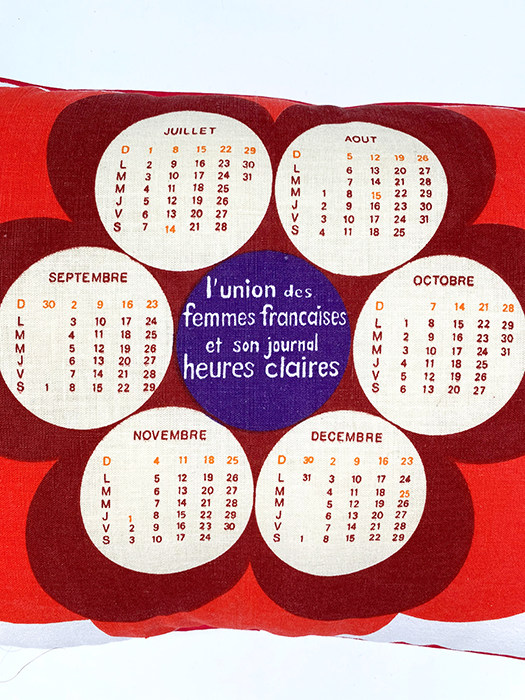 JUILLET
D 1 8 15 22 29
L 2 9 16 23 30
M 3 10 17 24 31
M 4 11 18 25
J 5 12 19 26
V 6 13 20 27
S 7 14 21 28
AOUT
D 5 12 19 26
L 6 13 20 27
M 7 14 21 28
M 1 8 15 22 29
J 2 9 16 23 30
V 3 10 17 24 31
S 4 11 18 25
SEPTEMBRE
D 30 2 9 16 23
L 3 10 17 24
M 4 11 18 25
M 5 12 19 26
J 6 13 20 27
V 7 14 21 28
S 1 8 15 22 29
l'union des
femmes francaises
et son journal
heures claires
OCTOBRE
D 7 14 21 28
L 1 8 15 22 29
M 2 9 16 23 30
M 3 10 17 24 31
J 4 11 18 25
V 5 12 19 26
S 6 13 20 27
NOVEMBRE
D 4 11 18 25
L 5 12 19 26
M 6 13 20 27
M 7 14 21 28
J 1 8 15 22 29
V 2 9 16 23 30
S 3 10 17 24
DECEMBRE
D 30 2 9 16 23
L 31 3 10 17 24
M 4 11 18 25
M 5 12 19 26
J 6 13 20 27
V 7 14 21 28
S 1 8 15 22 29